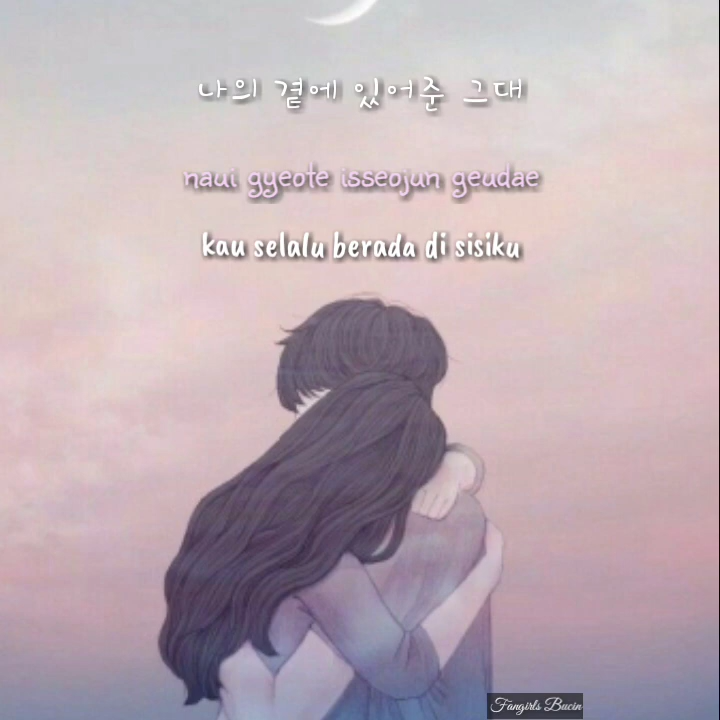 나의 곁에 있어준 그대
naui gyeote isseojun geudae
kau selalu berada di sisiku
Fangirls Bucin